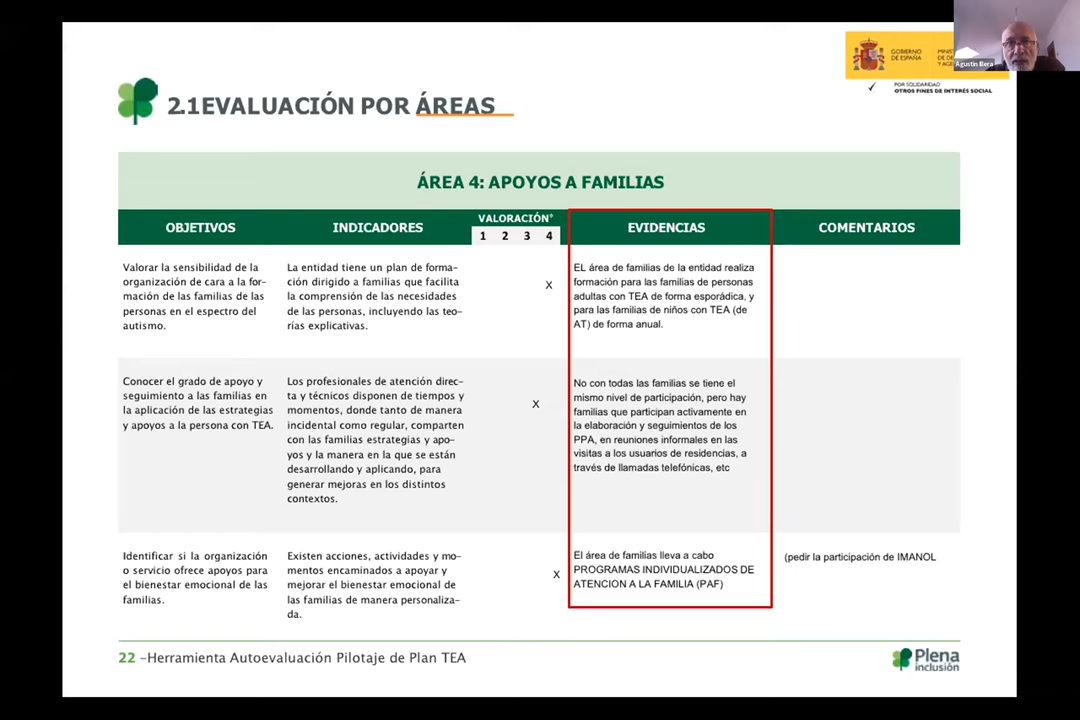 GOBIERNO
DE ESPAÑA
Agustin Illera
POR SOLIDARIDAD
OTROS FINES DE INTERÉS SOCIAL
2.1EVALUACIÓN POR ÁREAS
ÁREA 4: APOYOS A FAMILIAS
OBJETIVOS
INDICADORES
VALORACIÓN*
1 2 3 4
EVIDENCIAS
COMENTARIOS
Valorar la sensibilidad de la
organización de cara a la for-
mación de las familias de las
personas en el espectro del
autismo.
La entidad tiene un plan de forma-
ción dirigido a familias que facilita
la comprensión de las necesidades
de las personas, incluyendo las teo-
rías explicativas.
X
EL área de familias de la entidad realiza
formación para las familias de personas
adultas con TEA de forma esporádica, y
para las familias de niños con TEA (de
AT) de forma anual.
Conocer el grado de apoyo y
seguimiento a las familias en
la aplicación de las estrategias
y apoyos a la persona con TEA.
Los profesionales de atención direc-
ta y técnicos disponen de tiempos y
momentos, donde tanto de manera
incidental como regular, comparten
con las familias estrategias y apo-
yos y la manera en la que se están
desarrollando y aplicando, para
generar mejoras en los distintos
contextos.
X
No con todas las familias se tiene el
mismo nivel de participación, pero hay
familias que participan activamente en
la elaboración y seguimientos de los
PPA, en reuniones informales en las
visitas a los usuarios de residencias, a
través de llamadas telefónicas, etc
Identificar si la organización
o servicio ofrece apoyos para
el bienestar emocional de las
familias.
Existen acciones, actividades y mo-
mentos encaminados a apoyar y
mejorar el bienestar emocional de
las familias de manera personaliza-
da.
X
El área de familias lleva a cabo
PROGRAMAS INDIVIDUALIZADOS DE
ATENCION A LA FAMILIA (PAF)
(pedir la participación de IMANOL
22 –Herramienta Autoevaluación Pilotaje de Plan TEA
Plena
inclusión